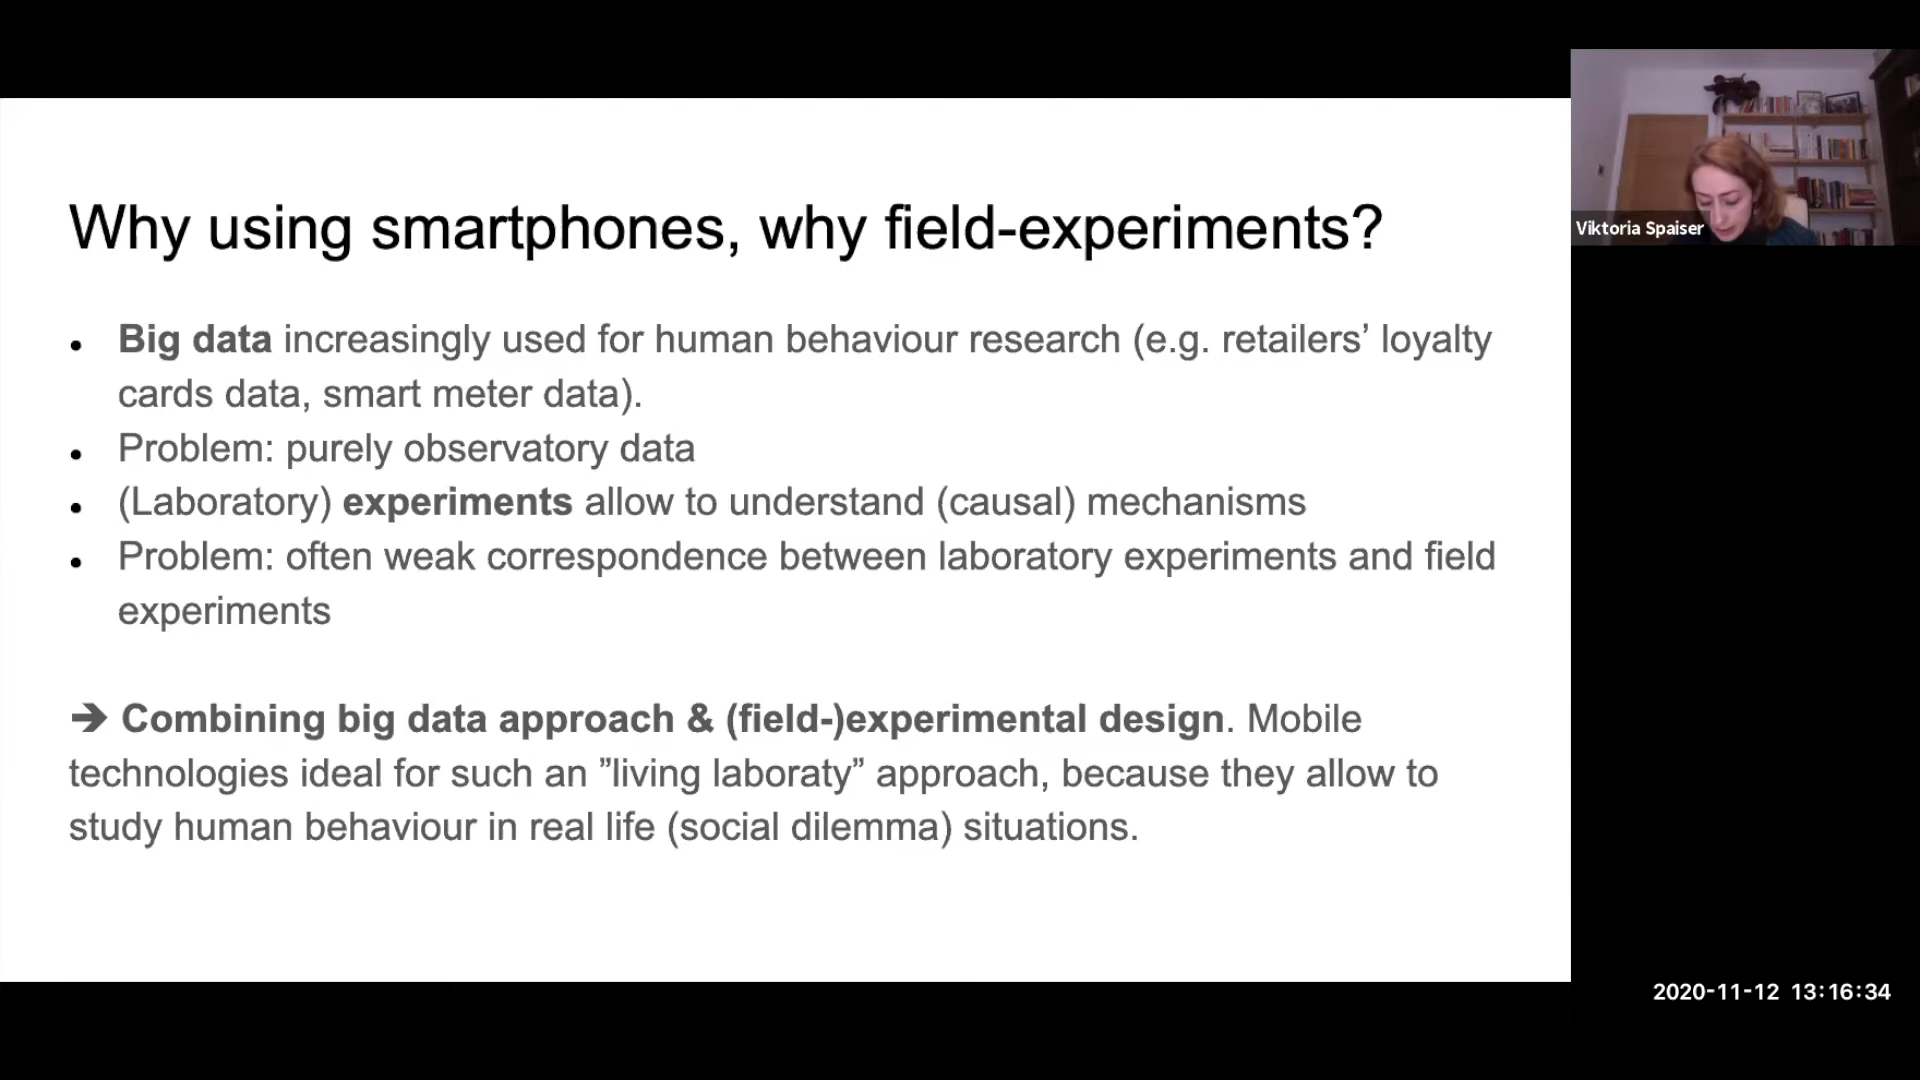 Why using smartphones, why field-experiments?
• Big data increasingly used for human behaviour research (e.g. retailers’ loyalty
cards data, smart meter data).
• Problem: purely observatory data
• (Laboratory) experiments allow to understand (causal) mechanisms
• Problem: often weak correspondence between laboratory experiments and field
experiments
➔ Combining big data approach & (field-)experimental design. Mobile
technologies ideal for such an ”living laboraty” approach, because they allow to
study human behaviour in real life (social dilemma) situations.
Viktoria Spaiser
2020-11-12 13:16:34